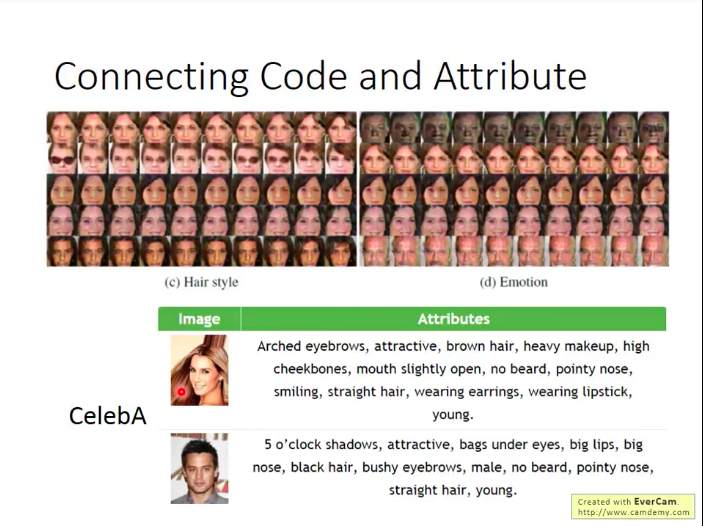 Connecting Code and Attribute
(c) Hair style
(d) Emotion
Image
Attributes
Arched eyebrows, attractive, brown hair, heavy makeup, high
cheekbones, mouth slightly open, no beard, pointy nose,
smiling, straight hair, wearing earrings, wearing lipstick,
young.
CelebA
5 o'clock shadows, attractive, bags under eyes, big lips, big
nose, black hair, bushy eyebrows, male, no beard, pointy nose,
straight hair, young.
Created with EverCam.
http://www.camdemy.com